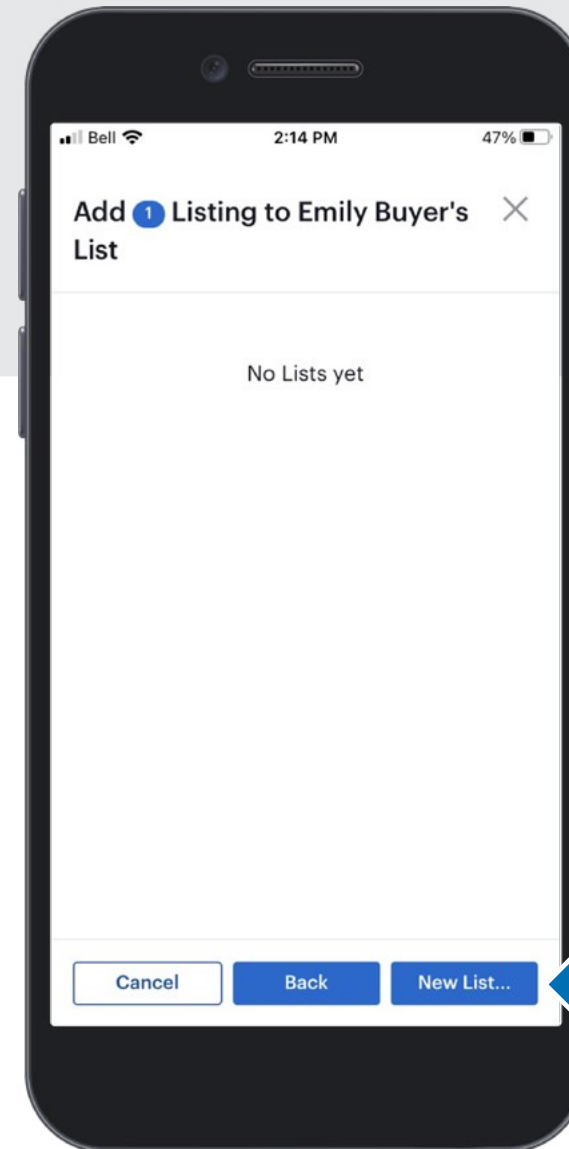 Bell 2:14 PM 47%
Add 1 Listing to Emily Buyer's
List
No Lists yet
Cancel Back New List...